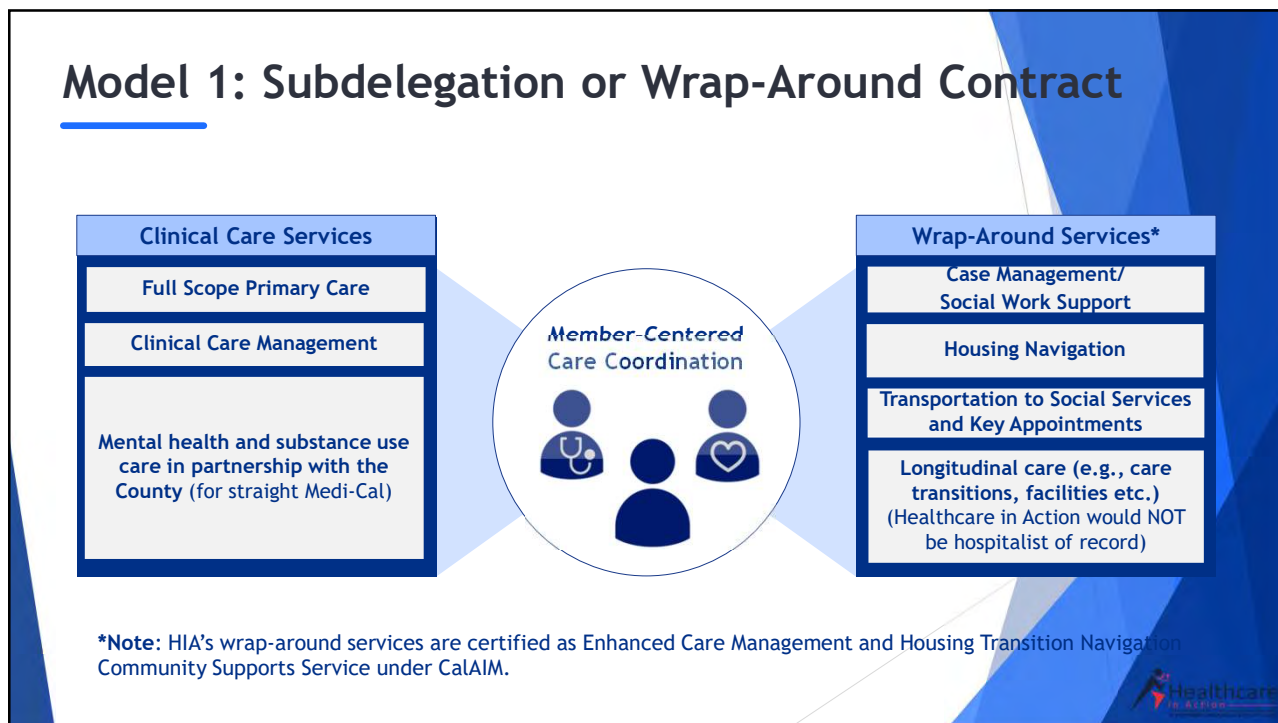 Model 1: Subdelegation or Wrap-Around Contract
Clinical Care Services
Full Scope Primary Care
Clinical Care Management
Mental health and substance use
care in partnership with the
County (for straight Medi-Cal)
Member-Centered
Care Coordination
Wrap-Around Services*
Case Management/
Social Work Support
Housing Navigation
Transportation to Social Services
and Key Appointments
Longitudinal care (e.g., care
transitions, facilities etc.)
(Healthcare in Action would NOT
be hospitalist of record)
*Note: HIA's wrap-around services are certified as Enhanced Care Management and Housing Transition Navigation
Community Supports Service under CalAIM.
Healthcare
in Action